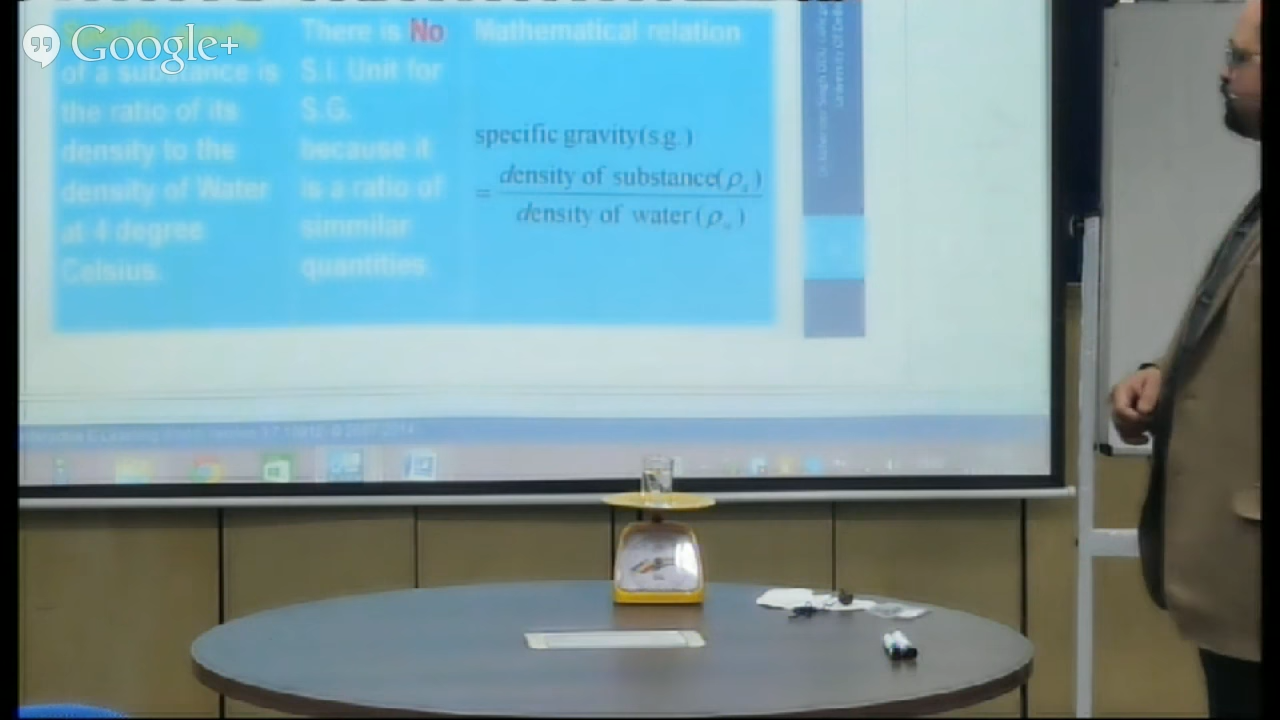 Google+
Specific gravity
of a substance is
the ratio of its
density to the
density of Water
at 4 degree
Celsius.
There is No
S.I. Unit for
S.G.
because it
is a ratio of
simmilar
quantities.
Mathematical relation
specific gravity(s.g.)
= density of substance(ρs)
density of water(ρw)